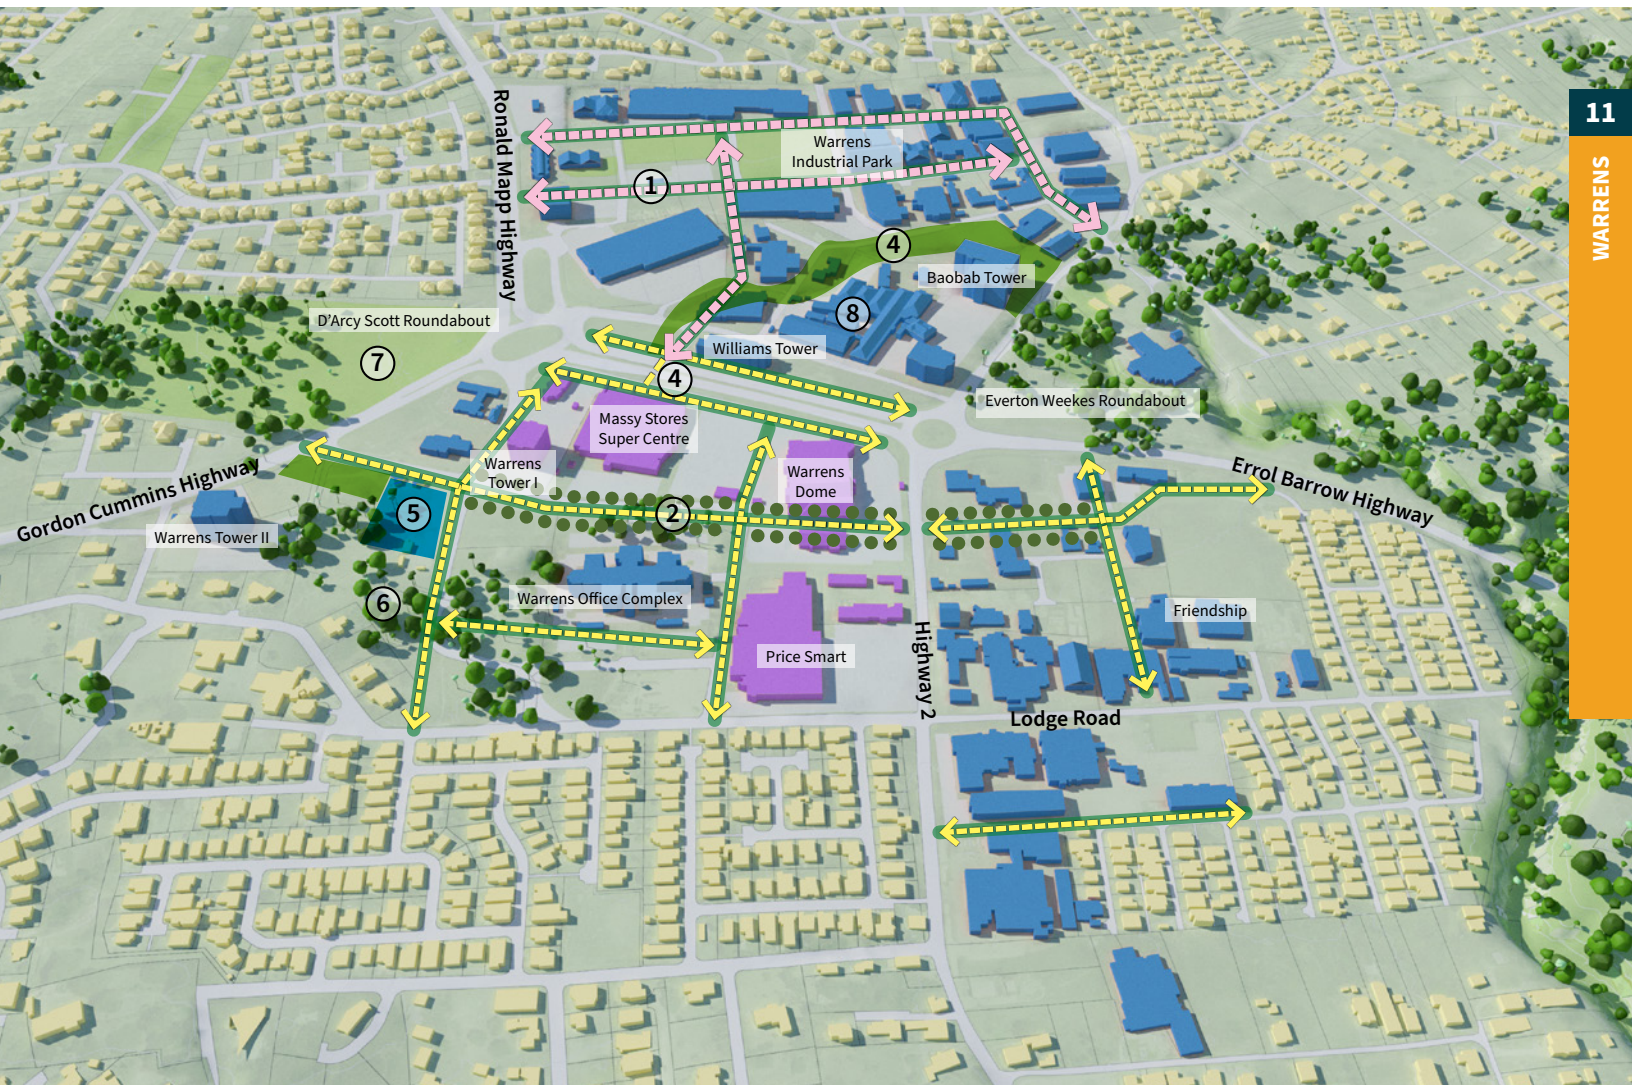 11
WARRENS
Ronald Mapp Highway
Warrens
Industrial Park
1
4
Baobab Tower
8
D'Arcy Scott Roundabout
7
Williams Tower
4
Everton Weekes Roundabout
Massy Stores
Super Centre
Warrens
Tower I
Warrens
Dome
Gordon Cummins Highway
Errol Barrow Highway
5
2
Warrens Tower II
6
Warrens Office Complex
Friendship
Price Smart
Highway 2
Lodge Road